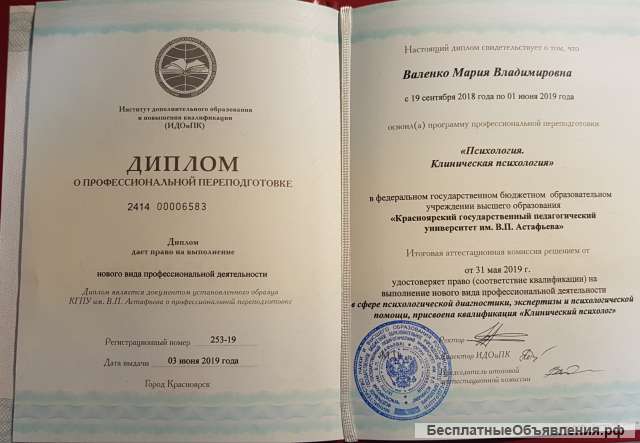 Институт дополнительного образования
и повышения квалификации
(ИДОиПК)
ДИПЛОМ
О ПРОФЕССИОНАЛЬНОЙ ПЕРЕПОДГОТОВКЕ
2414 00006583
Диплом
дает право на выполнение
нового вида профессиональной деятельности
Диплом является документом установленного образца
КГПУ им. В.П. Астафьева о профессиональной переподготовке
Регистрационный номер 253-19
Дата выдачи 03 июня 2019 года
Город Красноярск
Настоящий диплом свидетельствует о том, что
Валенко Мария Владимировна
с 19 сентября 2018 года по 01 июня 2019 года
освоил(а) программу профессиональной переподготовки
«Психология.
Клиническая психология»
в федеральном государственном бюджетном образовательном
учреждении высшего образования
«Красноярский государственный педагогический
университет им. В.П. Астафьева»
Итоговая аттестационная комиссия решением от
от 31 мая 2019 г.
удостоверяет право (соответствие квалификации) на
выполнение нового вида профессиональной деятельности
в сфере психологической диагностики, экспертизы и психологической
помощи, присвоена квалификация «Клинический психолог»
Ректор
Директор ИДОиПК
Председатель итоговой
аттестационной комиссии
БесплатныеОбъявления.рф